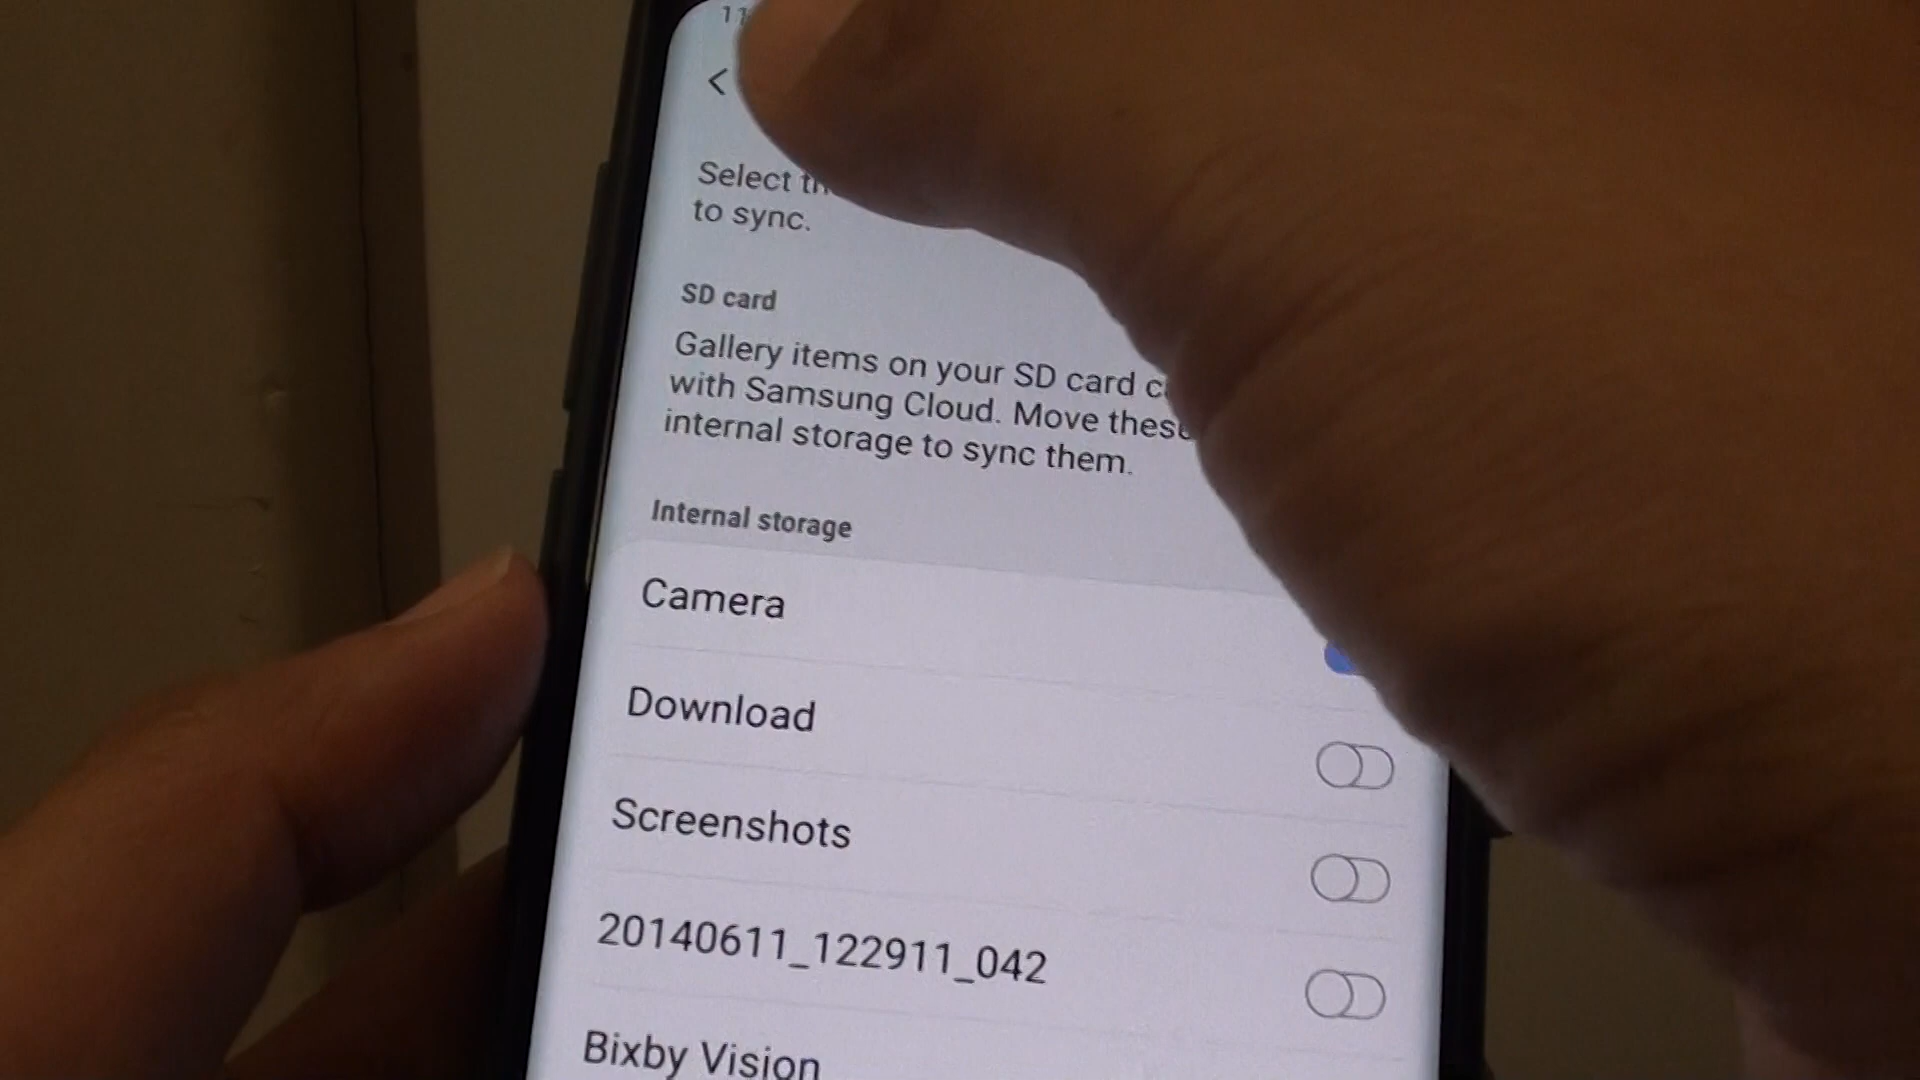 Select
to sync.
SD card
Gallery items on your SD card
with Samsung Cloud. Move these
internal storage to sync them.
Internal storage
Camera
Download
Screenshots
20140611_122911_042
Bixby Vision